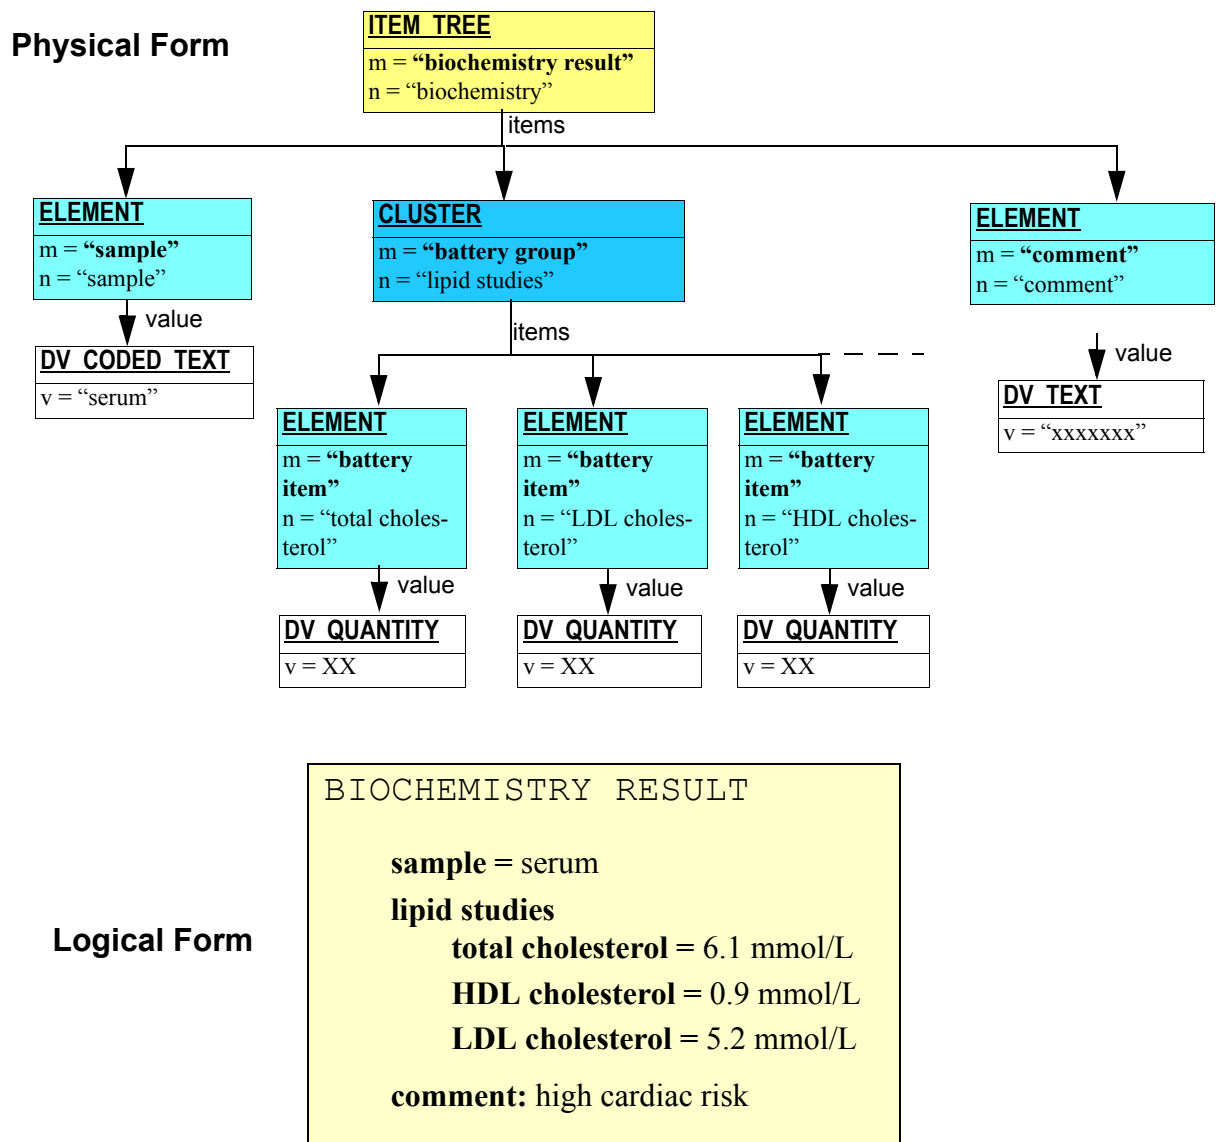 Physical Form
ITEM_TREE
m = “biochemistry result”
n = “biochemistry”
items
ELEMENT
m = “sample”
n = “sample”
value
DV_CODED_TEXT
v = “serum”
CLUSTER
m = “battery group”
n = “lipid studies”
items
ELEMENT
m = “battery
item”
n = “total choles-
terol”
value
DV_QUANTITY
v = XX
ELEMENT
m = “battery
item”
n = “LDL choles-
terol”
value
DV_QUANTITY
v = XX
ELEMENT
m = “battery
item”
n = “HDL choles-
terol”
value
DV_QUANTITY
v = XX
ELEMENT
m = “comment”
n = “comment”
value
DV_TEXT
v = “xxxxxxx”
Logical Form
BIOCHEMISTRY RESULT
sample = serum
lipid studies
total cholesterol = 6.1 mmol/L
HDL cholesterol = 0.9 mmol/L
LDL cholesterol = 5.2 mmol/L
comment: high cardiac risk